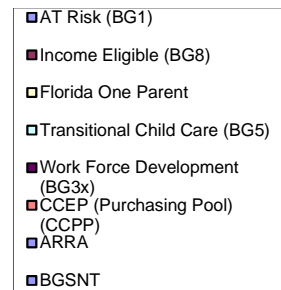 AT Risk (BG1)
Income Eligible (BG8)
Florida One Parent
Transitional Child Care (BG5)
Work Force Development
(BG3x)
CCEP (Purchasing Pool)
(CCPP)
ARRA
BGSNT